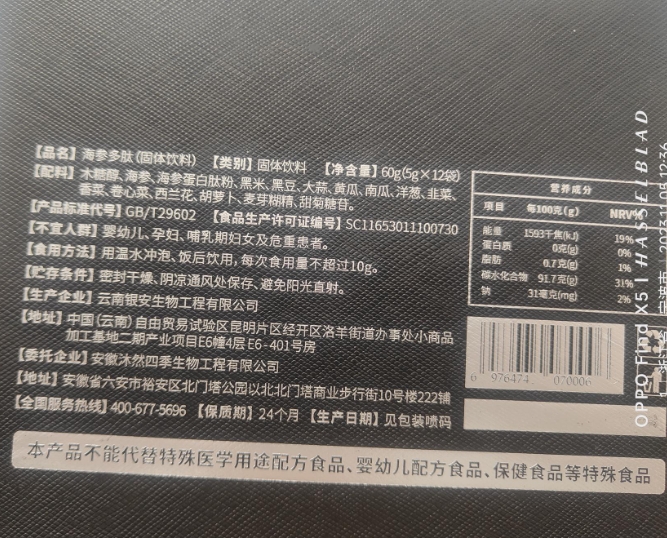 【品名】海参多肽(固体饮料) 【类别】固体饮料 【净含量】60g(5g×12袋)
【配料】木糖醇、海参、海参蛋白肽粉、黑米、黑豆、大蒜、黄瓜、南瓜、洋葱、韭菜、
香菜、卷心菜、西兰花、胡萝卜、麦芽糊精、甜菊糖苷。
【产品标准代号】GB/T29602 【食品生产许可证编号】SC11653011100730
【不宜人群】婴幼儿、孕妇、哺乳期妇女及危重患者。
【食用方法】用温水冲泡、饭后饮用,每次食用量不超过10g。
【贮存条件】密封干燥、阴凉通风处保存、避免阳光直射。
【生产企业】云南银安生物工程有限公司
【地址】中国(云南)自由贸易试验区昆明片区经开区洛羊街道办事处小商品
加工基地二期产业项目E6幢4层E6-401号房
【委托企业】安徽沐然四季生物工程有限公司
【地址】安徽省六安市裕安区北门塔公园以北北门塔商业步行街10号楼222铺
【全国服务热线】400-677-5696 【保质期】24个月 【生产日期】见包装喷码
营养成分
项目 每100克(g) NRV%
能量 1593千焦(kJ) 19%
蛋白质 0克(g) 0%
脂肪 0.7克(g) 1%
碳水化合物 91.7克(g) 31%
钠 31毫克(mg) 2%
6 976474 070006
本产品不能代替特殊医学用途配方食品、婴幼儿配方食品、保健食品等特殊食品
OPPO Find X5 | HASSELBLAD